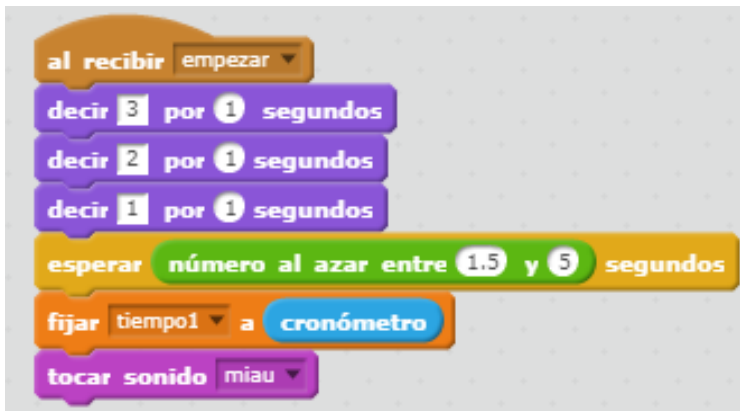 al recibir empezar
decir 3 por 1 segundos
decir 2 por 1 segundos
decir 1 por 1 segundos
esperar número al azar entre 1.5 y 5 segundos
fijar tiempo1 a cronómetro
tocar sonido miau